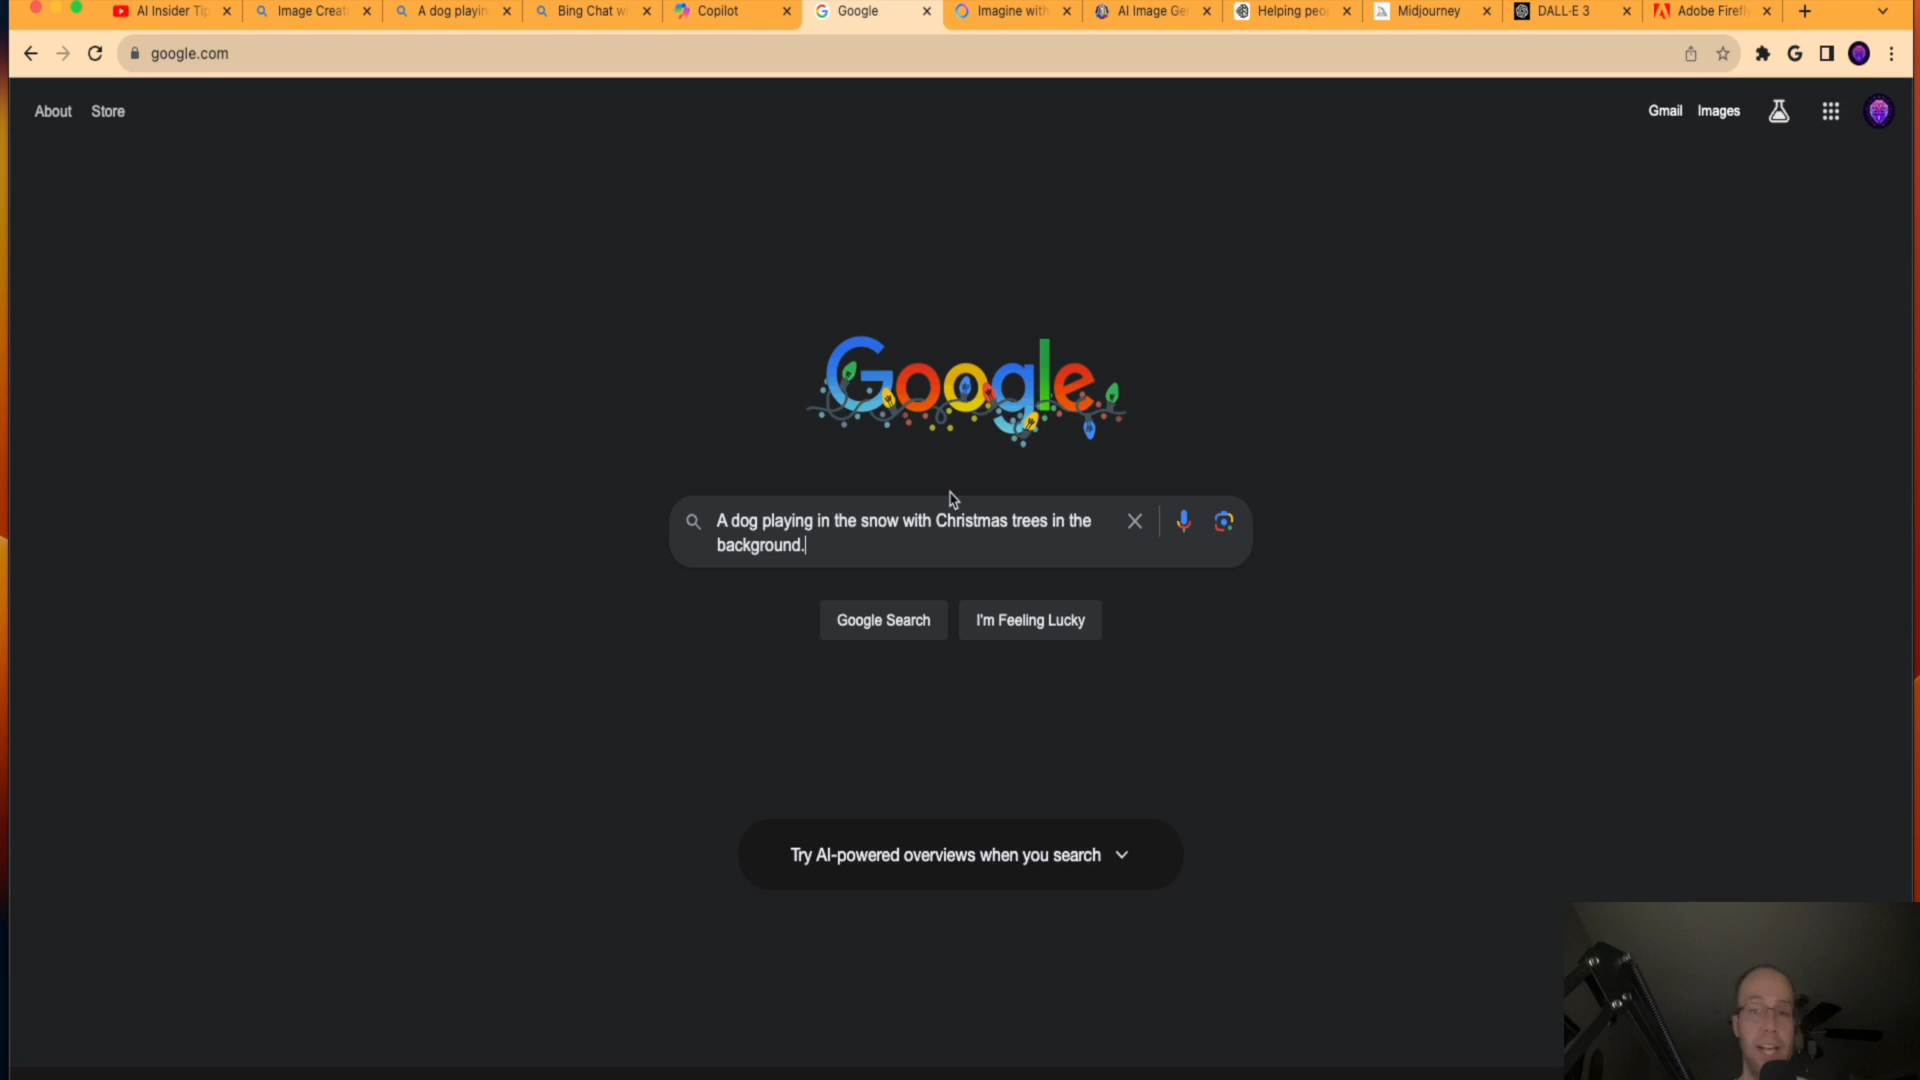 AI Insider Ti
Image Creat
A dog playin
Bing Chat wi
Copilot
Google
Imagine with
AI Image Ge
Helping peo
Midjourney
DALL·E 3
Adobe Firefl
google.com
About
Store
Gmail
Images
Google
A dog playing in the snow with Christmas trees in the
background.
Google Search
I'm Feeling Lucky
Try AI-powered overviews when you search